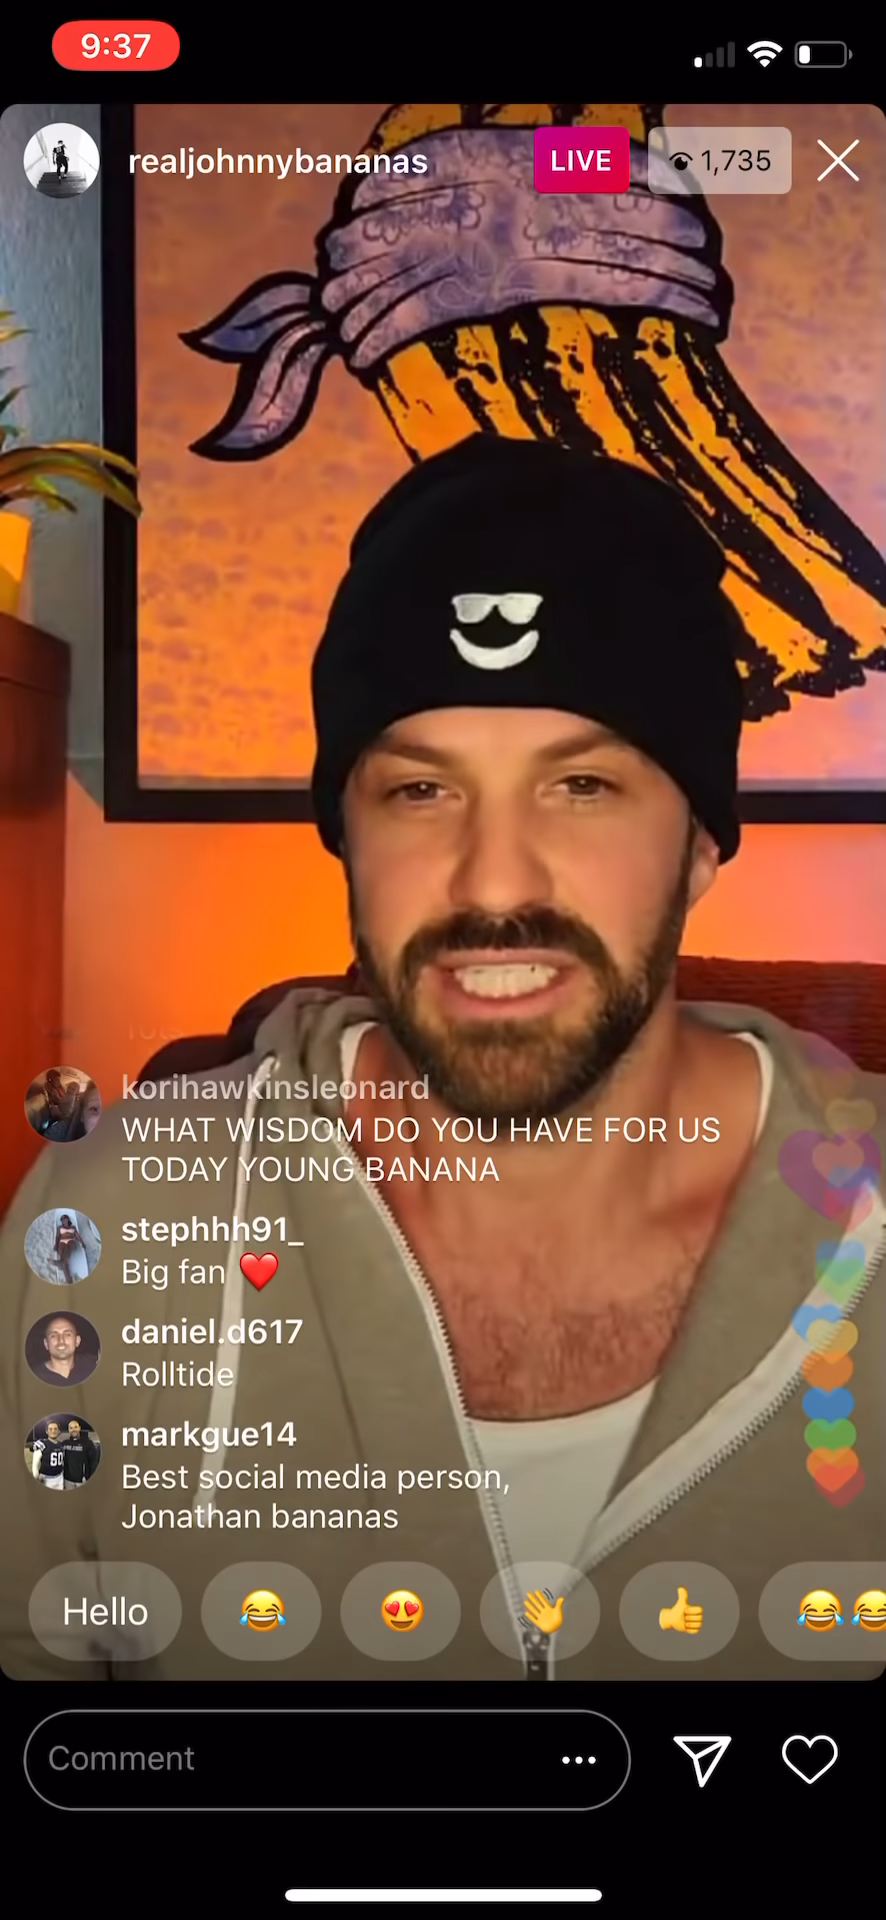 9:37
realjohnnybananas
LIVE
1,735
korihawkinsleonard
WHAT WISDOM DO YOU HAVE FOR US
TODAY YOUNG BANANA
stephhh91_
Big fan ❤️
daniel.d617
Rolltide
markgue14
Best social media person,
Jonathan bananas
Hello
Comment